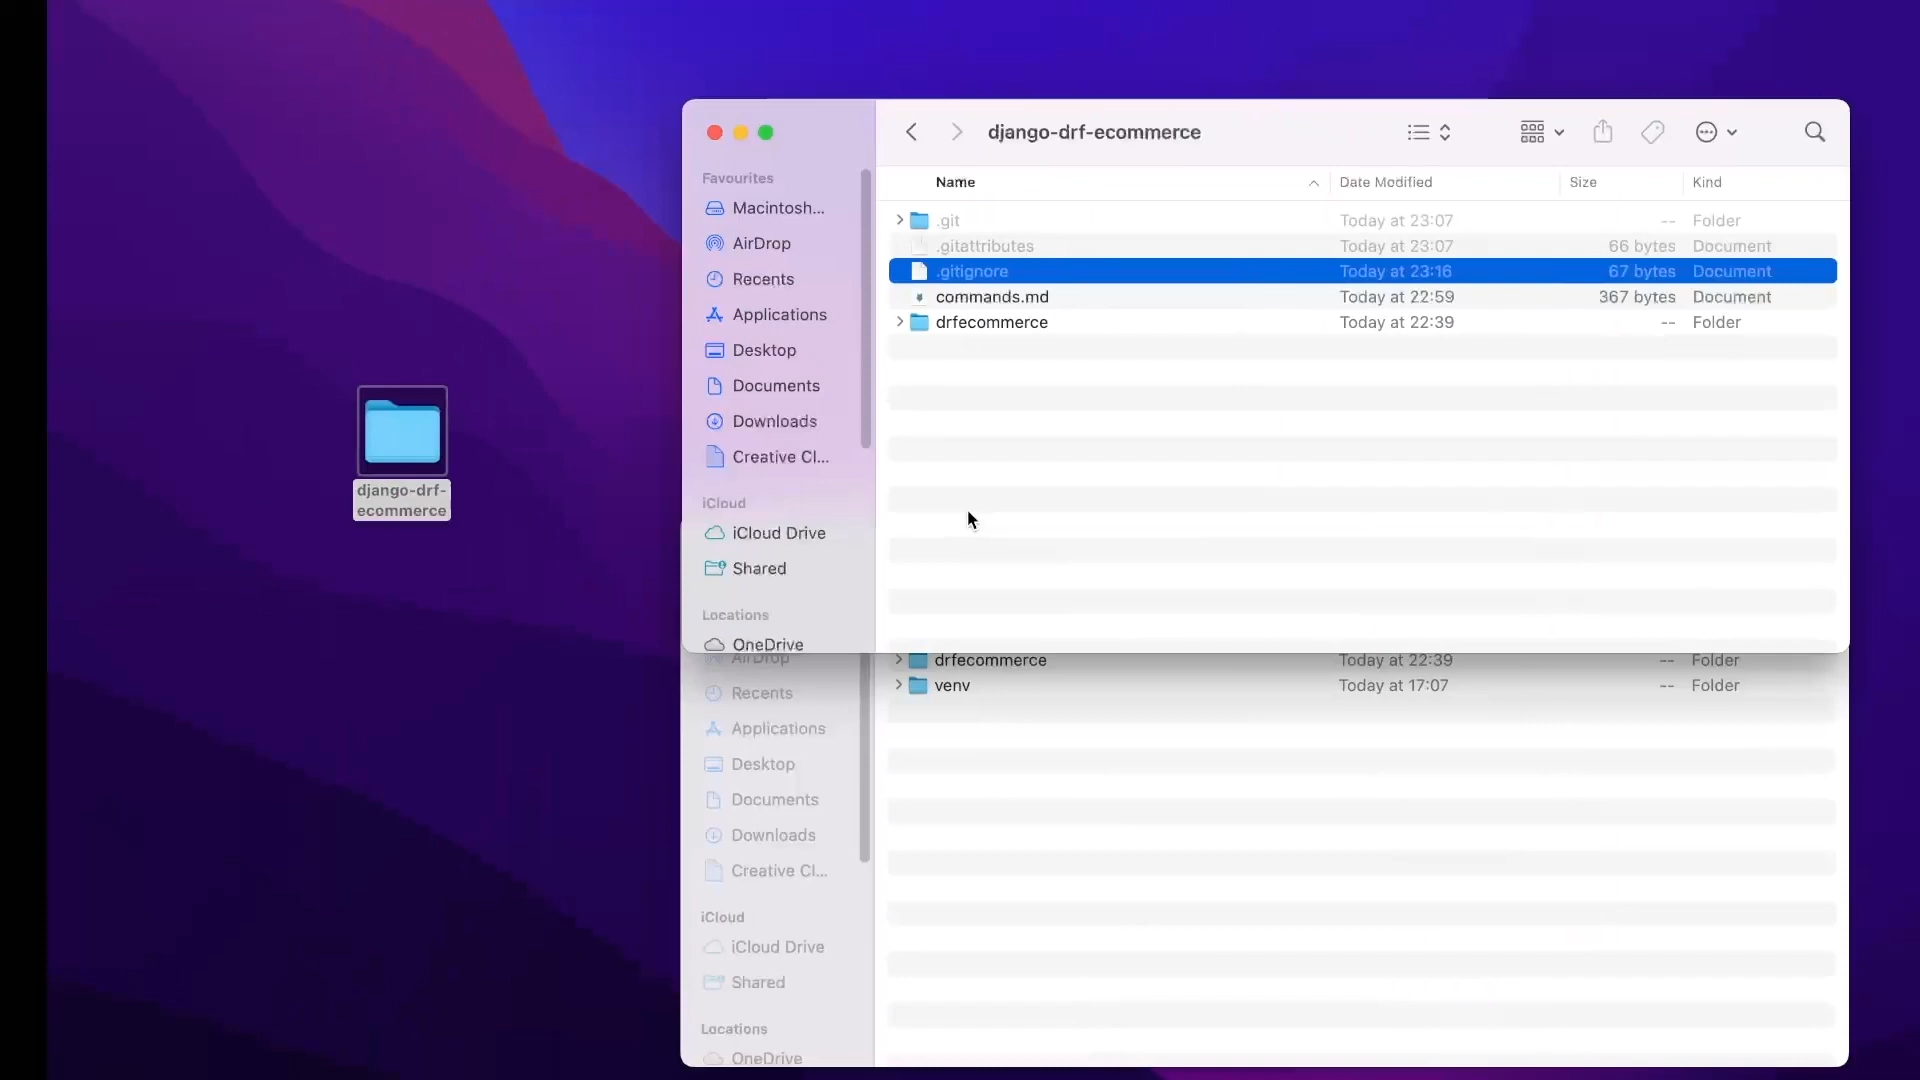 django-drf-
ecommerce
django-drf-ecommerce
Favourites
Macintosh...
AirDrop
Recents
Applications
Desktop
Documents
Downloads
Creative Cl...
iCloud
iCloud Drive
Shared
Locations
OneDrive
Name Date Modified Size Kind
.git Today at 23:07 -- Folder
.gitattributes Today at 23:07 66 bytes Document
.gitignore Today at 23:16 67 bytes Document
commands.md Today at 22:59 367 bytes Document
drfecommerce Today at 22:39 -- Folder
AirDrop
Recents
Applications
Desktop
Documents
Downloads
Creative Cl...
iCloud
iCloud Drive
Shared
Locations
OneDrive
drfecommerce Today at 22:39 -- Folder
venv Today at 17:07 -- Folder